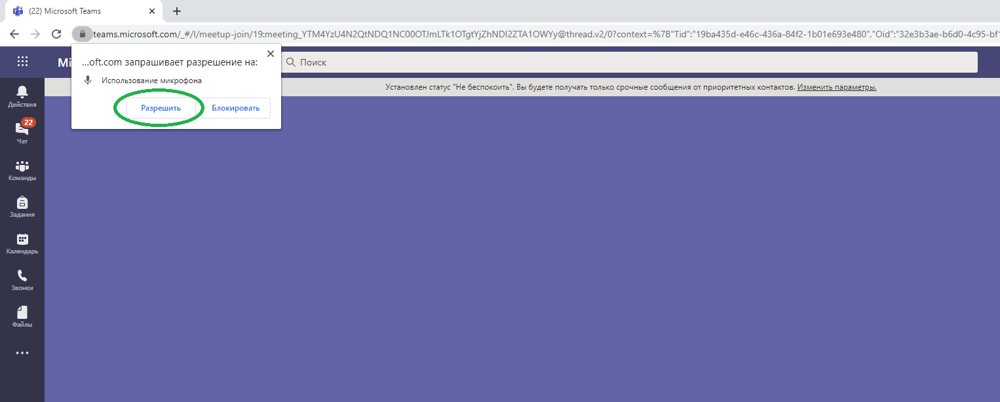 (22) Microsoft Teams
teams.microsoft.com/_#/l/meetup-join/19:meeting_YTM4YzU4N2QtNDQ1NC00OTJmLTk1OTgtYjZhNDI2ZTA1OWYy@thread.v2/0?context=%7B"Tid":"19ba435d-e46c-436a-84f2-1b01e693e480","Oid":"32e3b3ae-b6d0-4c95-bf1
...oft.com запрашивает разрешение на:
Использование микрофона
Разрешить
Блокировать
Mi
Поиск
Установлен статус "Не беспокоить". Вы будете получать только срочные сообщения от приоритетных контактов. Изменить параметры.
Действия
22
Чат
Команды
Задания
Календарь
Звонки
Файлы